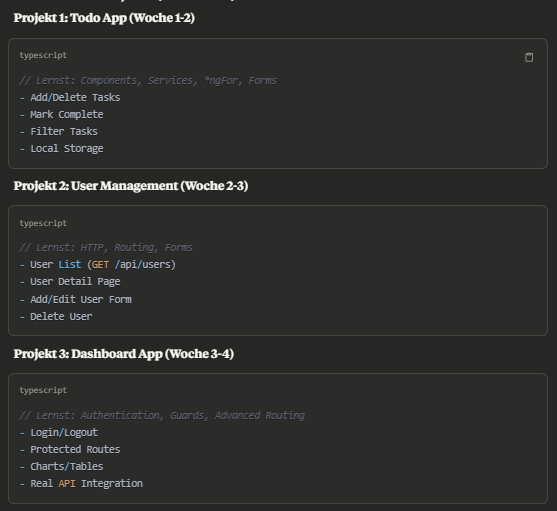 Projekt 1: Todo App (Woche 1-2)
typescript
// Lernst: Components, Services, *ngFor, Forms
- Add/Delete Tasks
- Mark Complete
- Filter Tasks
- Local Storage
Projekt 2: User Management (Woche 2-3)
typescript
// Lernst: HTTP, Routing, Forms
- User List (GET /api/users)
- User Detail Page
- Add/Edit User Form
- Delete User
Projekt 3: Dashboard App (Woche 3-4)
typescript
// Lernst: Authentication, Guards, Advanced Routing
- Login/Logout
- Protected Routes
- Charts/Tables
- Real API Integration